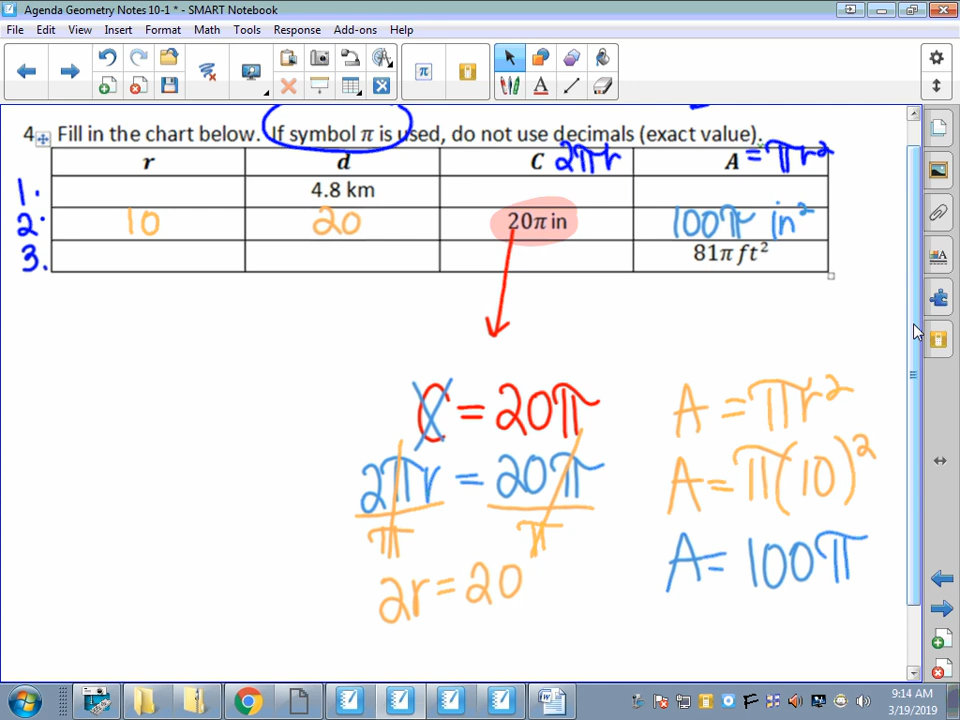 Agenda Geometry Notes 10-1 * - SMART Notebook
File Edit View Insert Format Math Tools Response Add-ons Help
4. Fill in the chart below. If symbol π is used, do not use decimals (exact value).
r d C 2πr A = πr²
1. 4.8 km
2. 10 20 20π in 100π in²
3. 81π ft²
C = 20π
A = πr²
2πr = 20π
A = π(10)²
π π
A = 100π
2r = 20
9:14 AM
3/19/2019